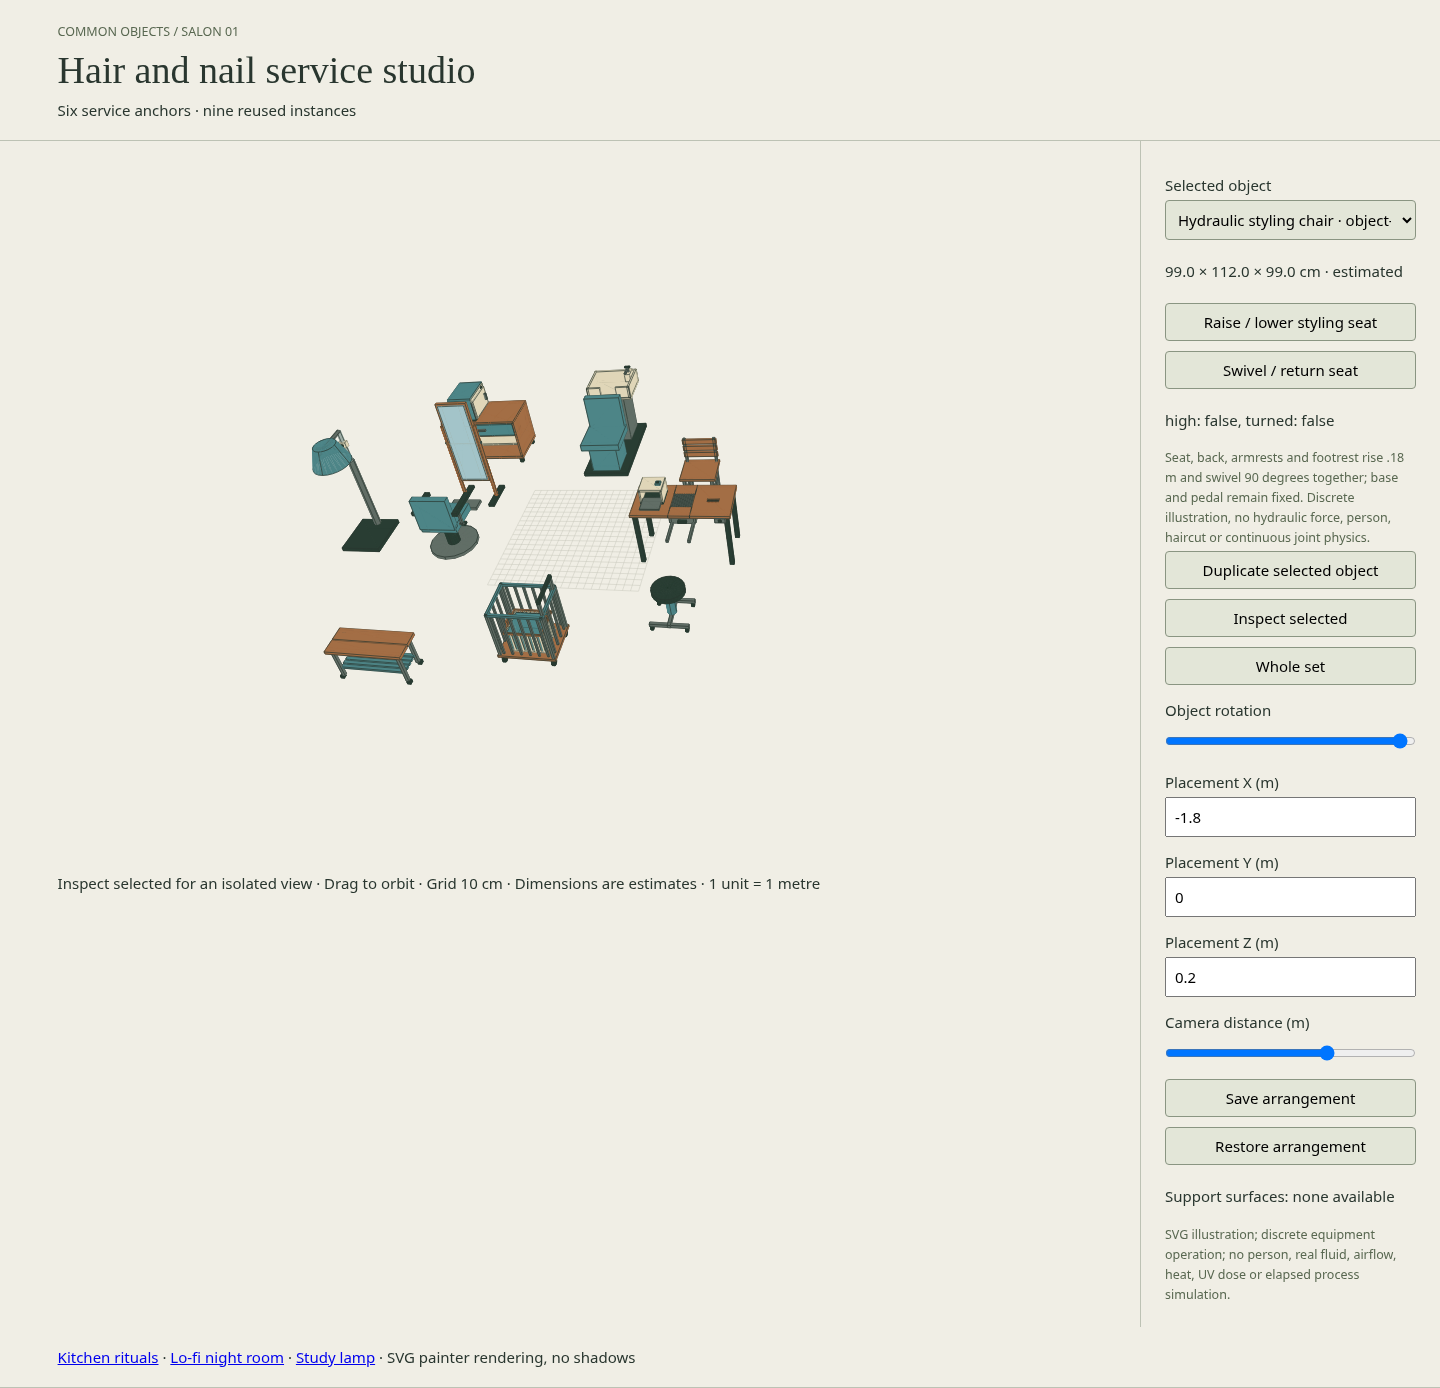 COMMON OBJECTS / SALON 01
Hair and nail service studio
Six service anchors · nine reused instances
Selected object
Hydraulic styling chair · object-
99.0 × 112.0 × 99.0 cm · estimated
Raise / lower styling seat
Swivel / return seat
high: false, turned: false
Seat, back, armrests and footrest rise .18
m and swivel 90 degrees together; base
and pedal remain fixed. Discrete
illustration, no hydraulic force, person,
haircut or continuous joint physics.
Duplicate selected object
Inspect selected
Whole set
Object rotation
Placement X (m)
-1.8
Placement Y (m)
0
Placement Z (m)
0.2
Camera distance (m)
Save arrangement
Restore arrangement
Support surfaces: none available
SVG illustration; discrete equipment
operation; no person, real fluid, airflow,
heat, UV dose or elapsed process
simulation.
Inspect selected for an isolated view · Drag to orbit · Grid 10 cm · Dimensions are estimates · 1 unit = 1 metre
Kitchen rituals · Lo-fi night room · Study lamp · SVG painter rendering, no shadows